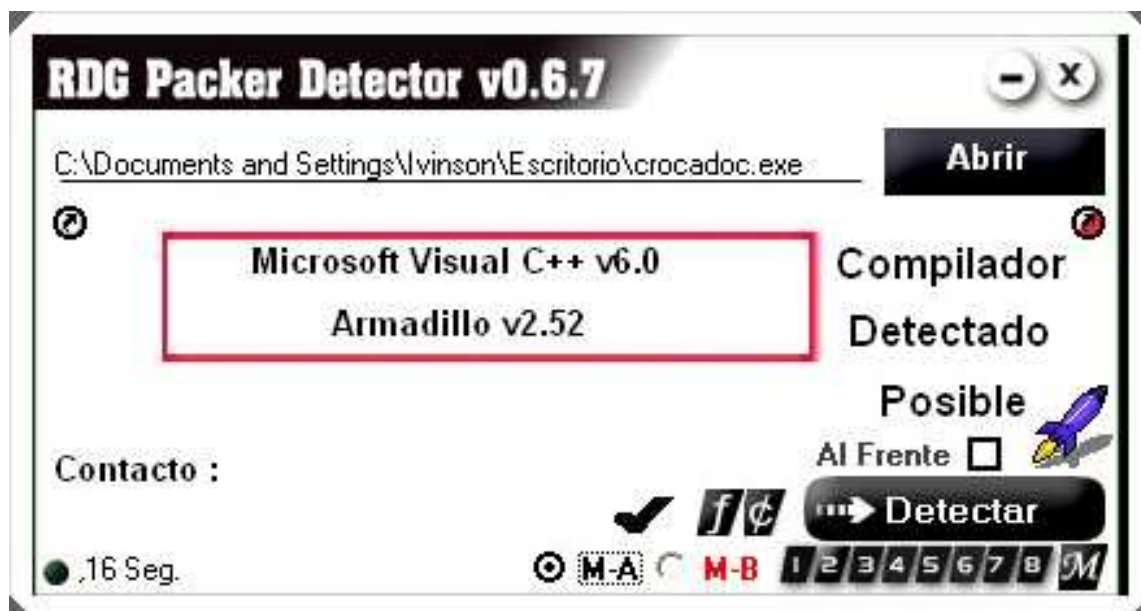 RDG Packer Detector v0.6.7
C:\Documents and Settings\Ivinson\Escritorio\crocadoc.exe
Abrir
Microsoft Visual C++ v6.0
Compilador
Armadillo v2.52
Detectado
Posible
Al Frente
Contacto :
Detectar
,16 Seg.
M-A
M-B
1 2 3 4 5 6 7 8 M